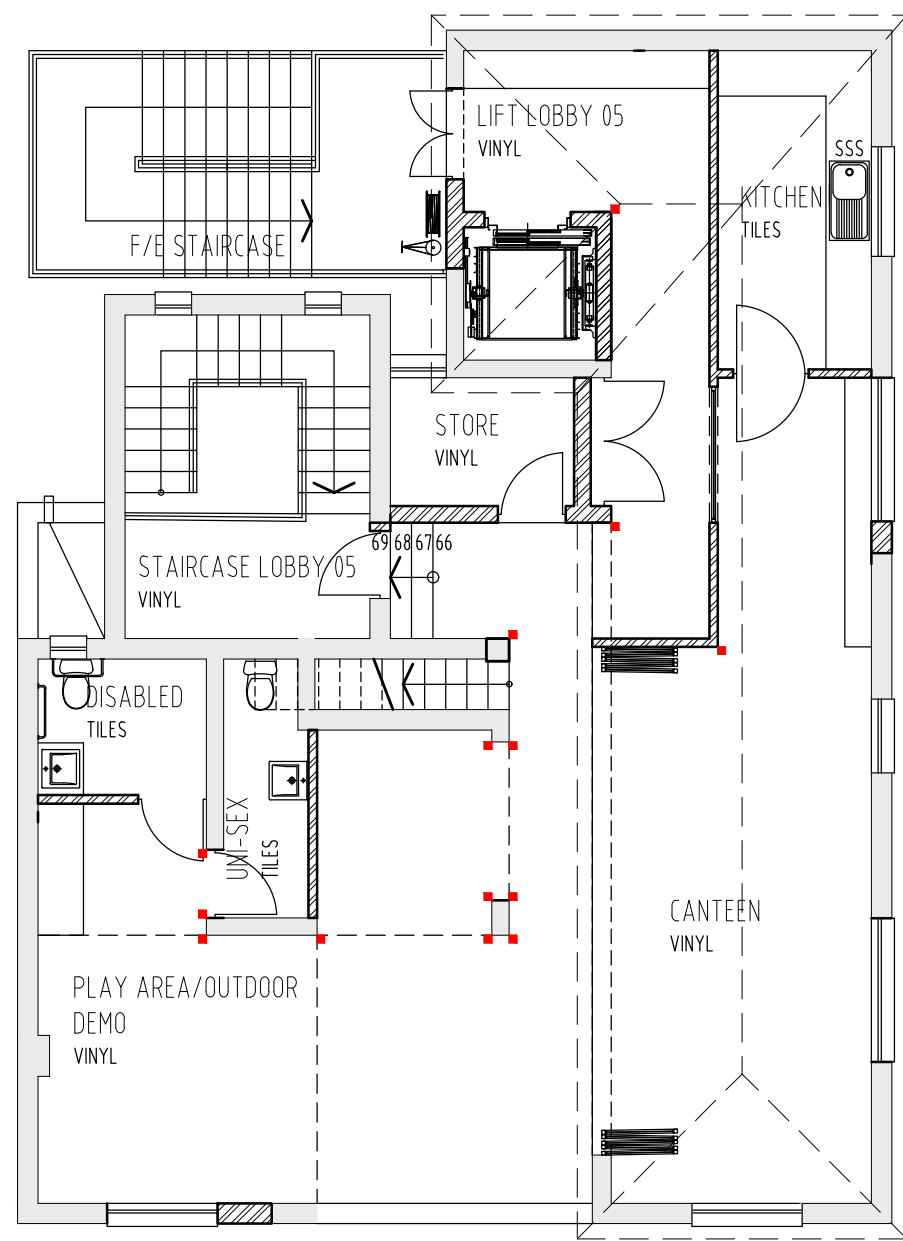 LIFT LOBBY 05
VINYL
SSS
KITCHEN
TILES
F/E STAIRCASE
STORE
VINYL
69 68 67 66
STAIRCASE LOBBY 05
VINYL
DISABLED
TILES
UNI-SEX
TILES
CANTEEN
VINYL
PLAY AREA/OUTDOOR
DEMO
VINYL